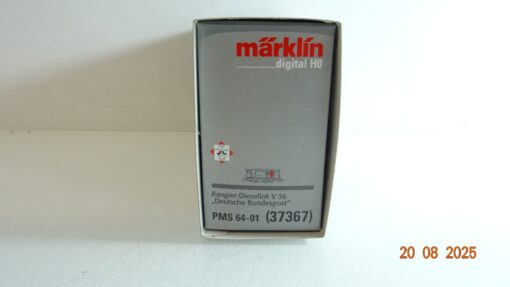 märklin
digital H0
Rangier-Diesellok V 36
„Deutsche Bundespost"
PMS 64-01 (37367)
20 08 2025